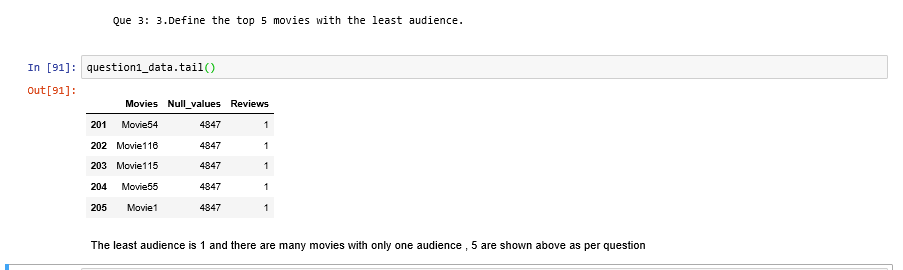 Que 3: 3.Define the top 5 movies with the least audience.
In [91]: question1_data.tail()
Out[91]:
Movies Null_values Reviews
201 Movie54 4847 1
202 Movie116 4847 1
203 Movie115 4847 1
204 Movie55 4847 1
205 Movie1 4847 1
The least audience is 1 and there are many movies with only one audience , 5 are shown above as per question